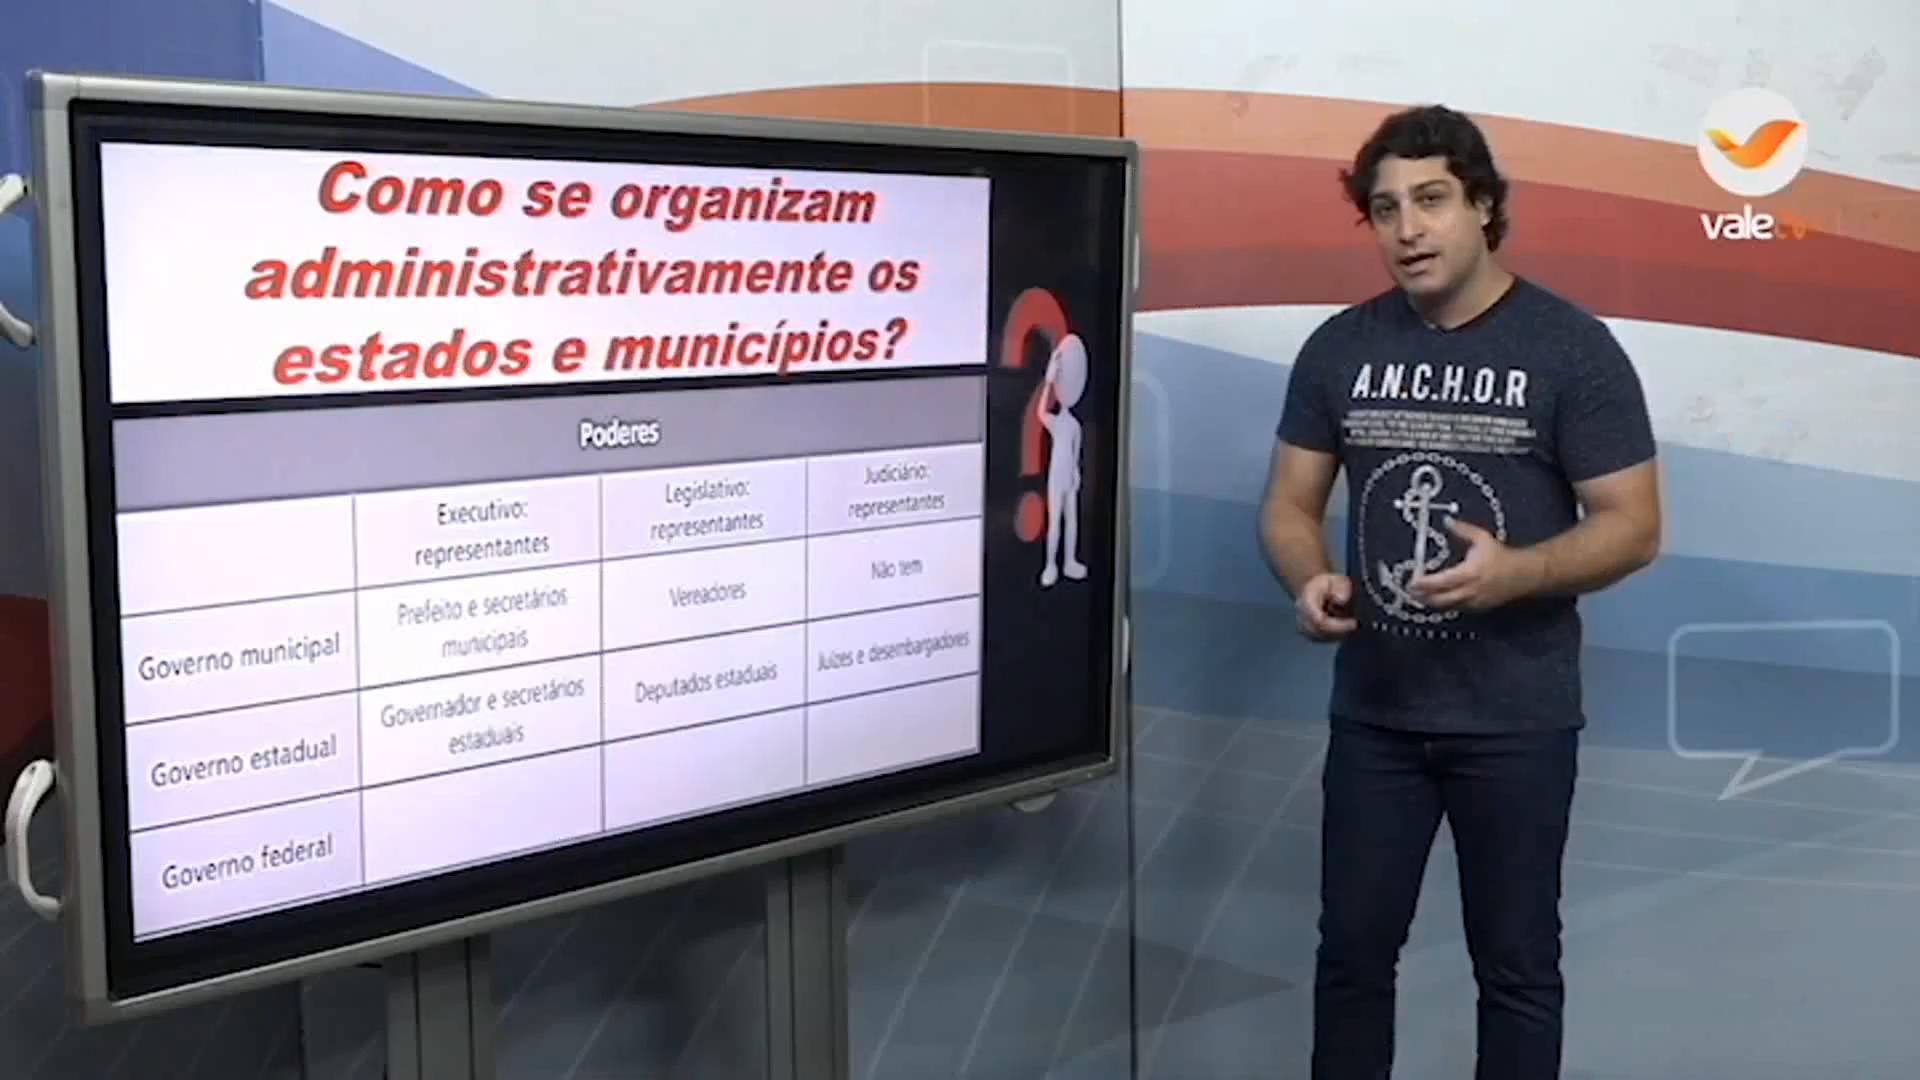 Como se organizam
administrativamente os
estados e municípios?
Poderes
Executivo:
representantes
Legislativo:
representantes
Judiciário:
representantes
Governo municipal
Prefeito e secretários
municipais
Vereadores
Não tem
Governo estadual
Governador e secretários
estaduais
Deputados estaduais
Juízes e desembargadores
Governo federal
vale tv
A.N.C.H.O.R